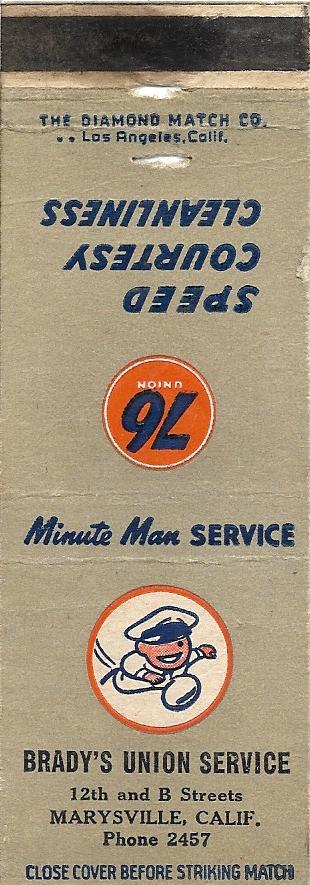 THE DIAMOND MATCH CO.
Los Angeles, Calif.
SPEED
COURTESY
CLEANLINESS
UNION
76
Minute Man SERVICE
BRADY'S UNION SERVICE
12th and B Streets
MARYSVILLE, CALIF.
Phone 2457
CLOSE COVER BEFORE STRIKING MATCH